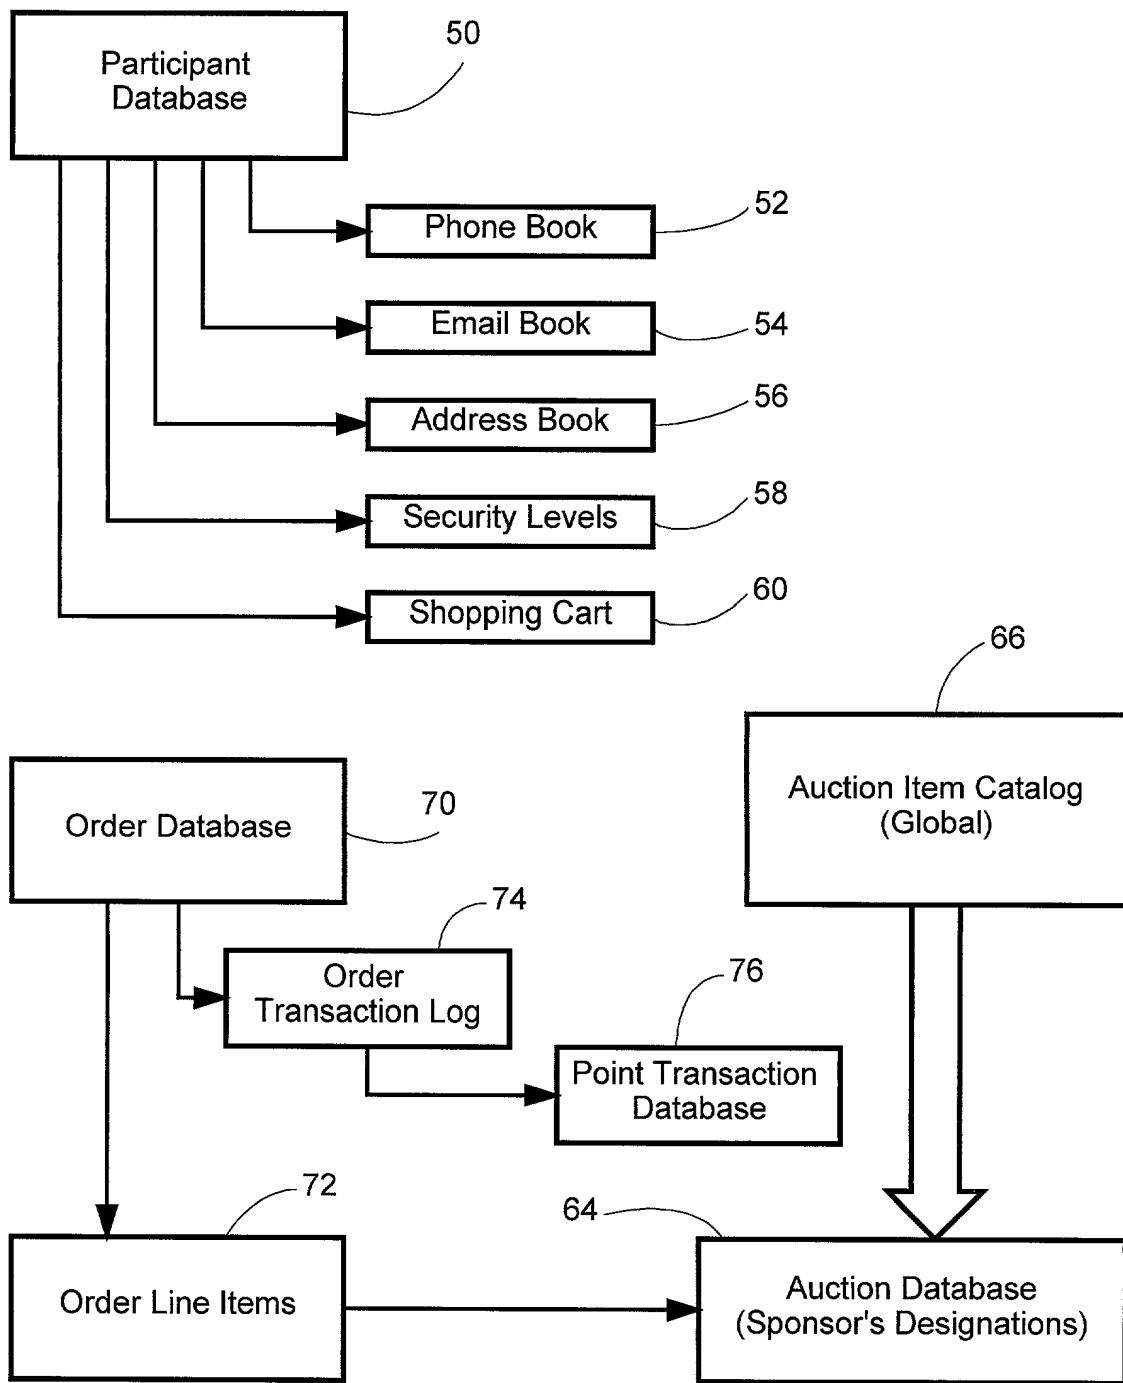 Participant
Database
50
Phone Book
52
Email Book
54
Address Book
56
Security Levels
58
Shopping Cart
60
66
Auction Item Catalog
(Global)
Order Database
70
74
Order
Transaction Log
76
Point Transaction
Database
72
Order Line Items
64
Auction Database
(Sponsor's Designations)